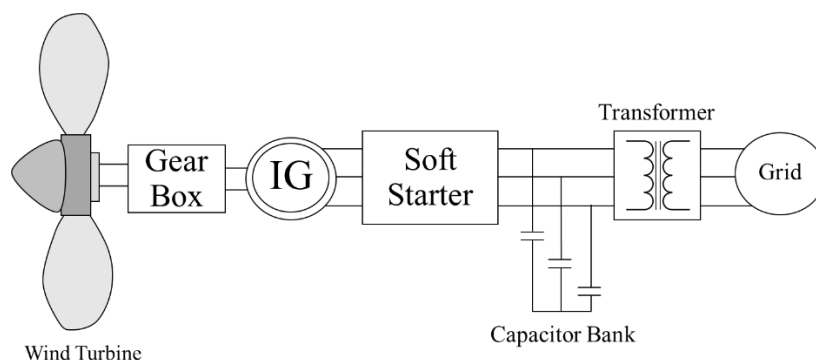 Transformer
Gear
Box
IG
Soft
Starter
Grid
Capacitor Bank
Wind Turbine